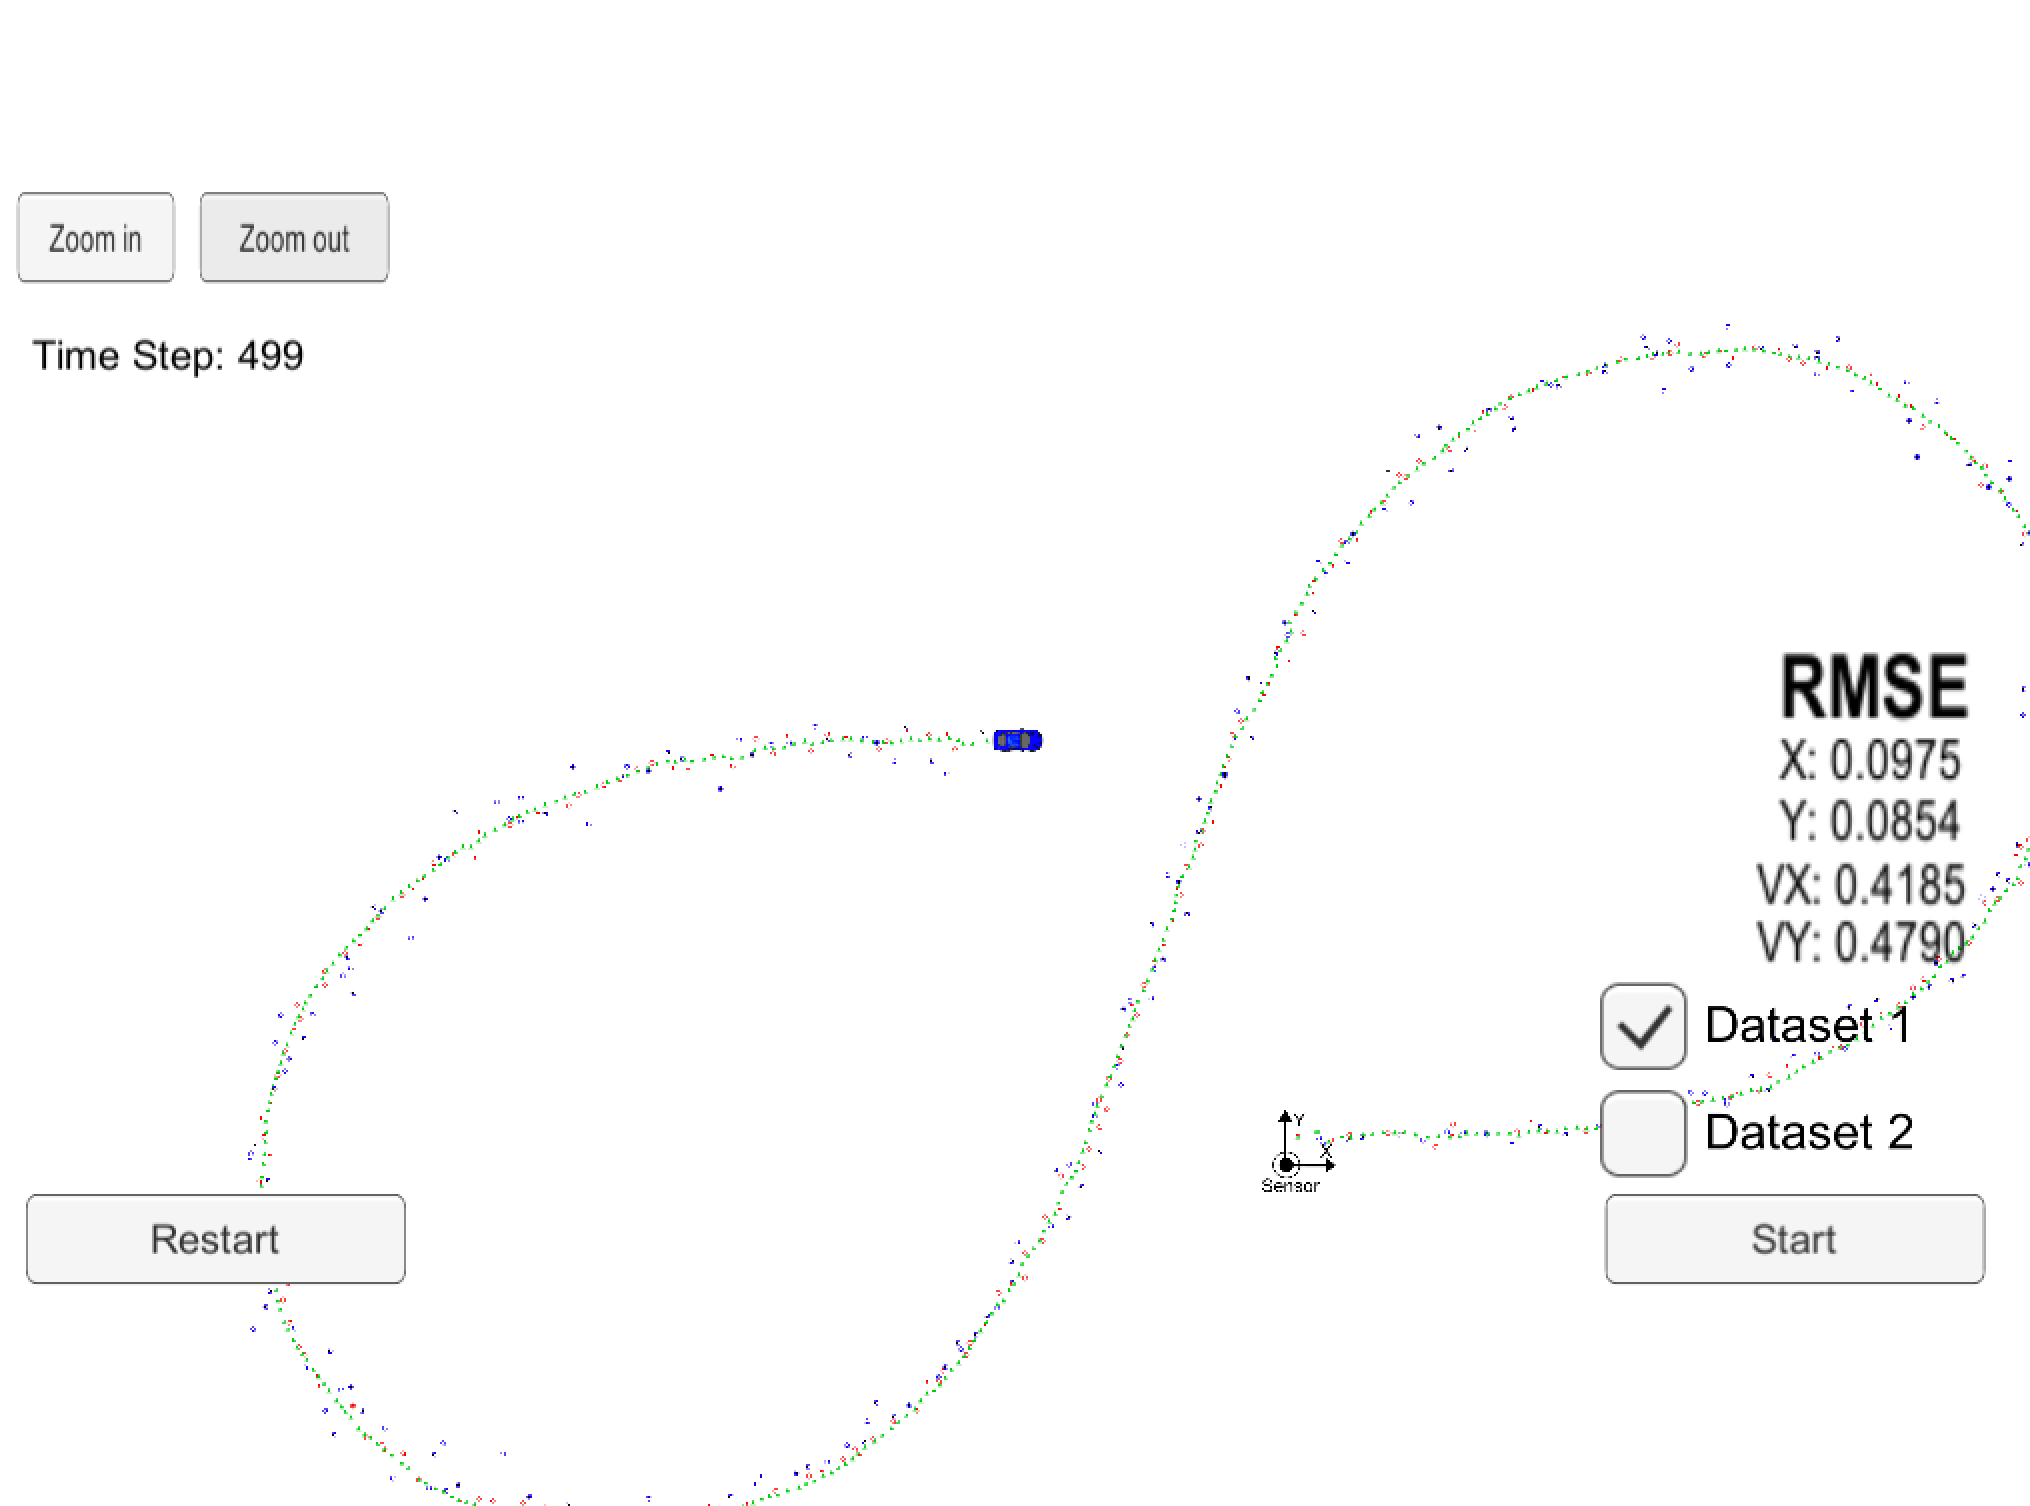 Zoom in
Zoom out
Time Step: 499
RMSE
X: 0.0975
Y: 0.0854
VX: 0.4185
VY: 0.4790
Dataset 1
Y
X
Sensor
Dataset 2
Restart
Start